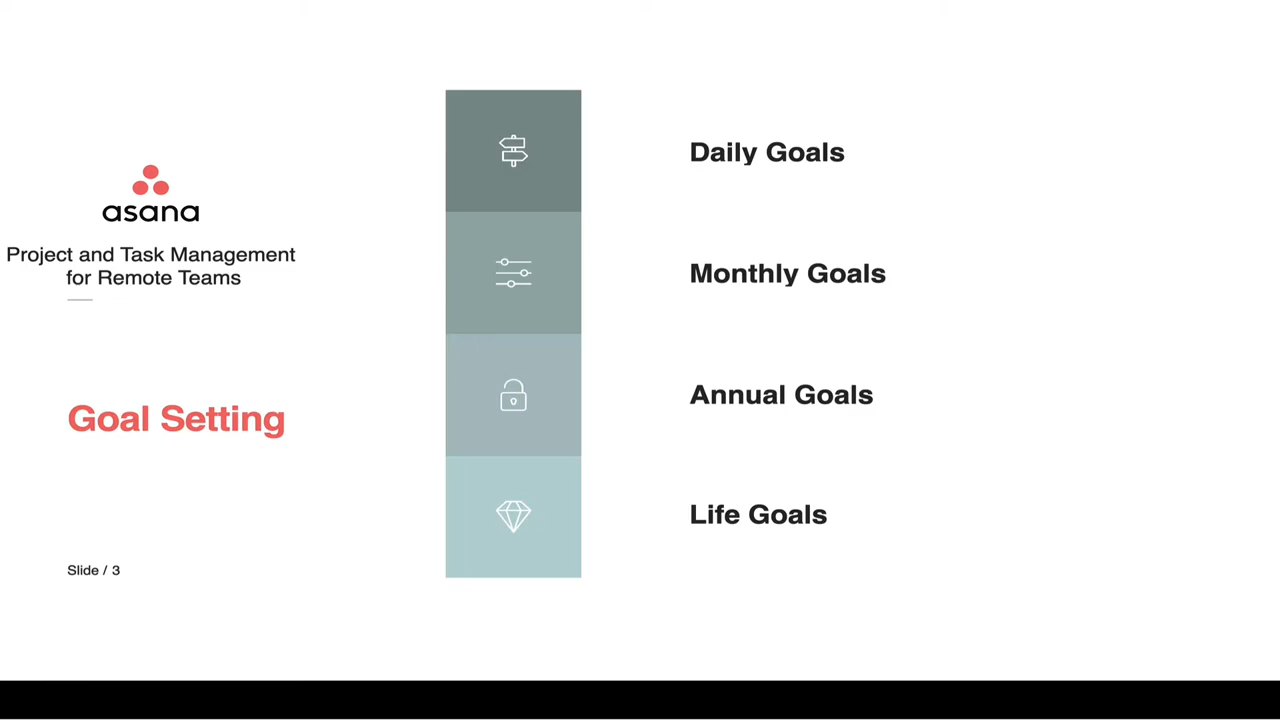 asana
Project and Task Management
for Remote Teams
Goal Setting
Slide / 3
Daily Goals
Monthly Goals
Annual Goals
Life Goals